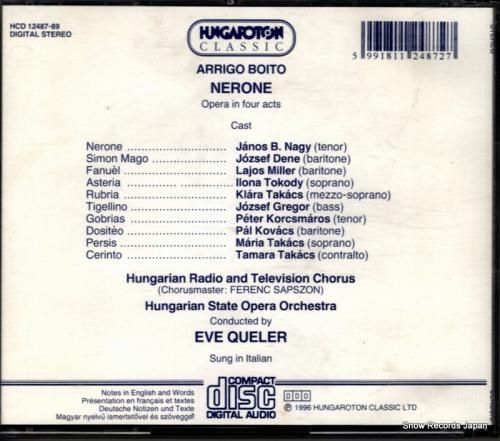 HCD 12487-89
DIGITAL STEREO
HUNGAROTON
CLASSIC
5 991811 248727
ARRIGO BOITO
NERONE
Opera in four acts
Cast
Nerone ........................ János B. Nagy (tenor)
Simon Mago ................. József Dene (baritone)
Fanuèl ......................... Lajos Miller (baritone)
Asteria ........... ............ Ilona Tokody (soprano)
Rubria ......................... Klára Takács (mezzo-soprano)
Tigellino ...................... József Gregor (bass)
Gobrias ....................... Péter Korcsmáros (tenor)
Dositèo ....................... Pál Kovács (baritone)
Persis ......................... Mária Takács (soprano)
Cerinto ........................ Tamara Takács (contralto)
Hungarian Radio and Television Chorus
(Chorusmaster: FERENC SAPSZON)
Hungarian State Opera Orchestra
Conducted by
EVE QUELER
Sung in Italian
Notes in English and Words
Présentation en français et textes
Deutsche Notizen und Texte
Magyar nyelvű ismertetővel és szöveggel
COMPACT
disc
DIGITAL AUDIO
DDD
Ⓟ 1996 HUNGAROTON CLASSIC LTD
Snow Records Japan
http://www.snowrecords.jp/